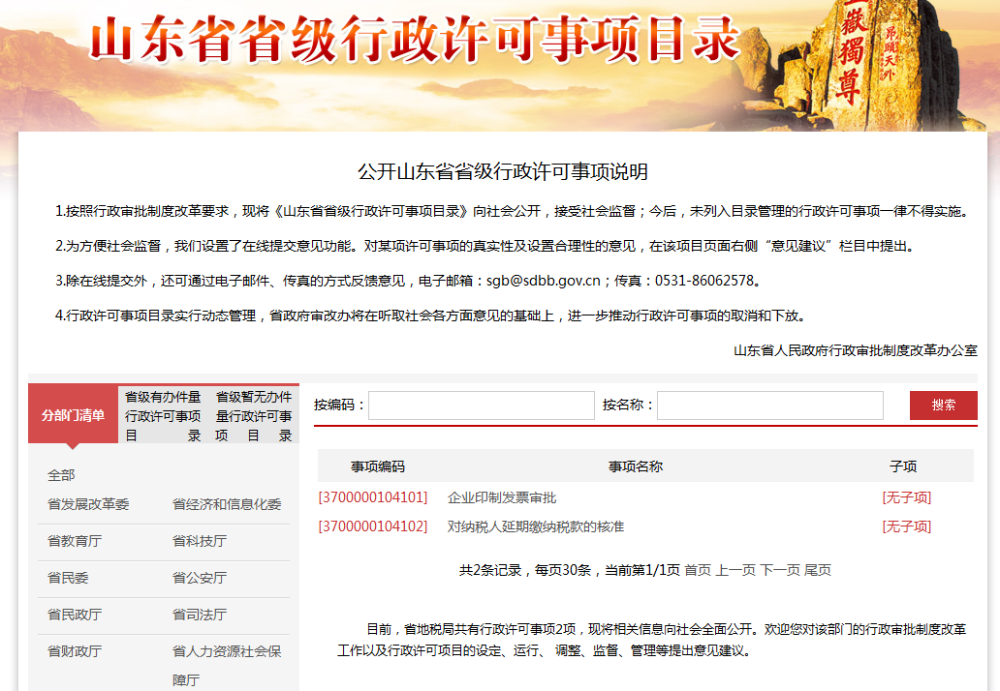 山东省省级行政许可事项目录
嶽獨尊
昂頭天外
公开山东省省级行政许可事项说明
1.按照行政审批制度改革要求，现将《山东省省级行政许可事项目录》向社会公开，接受社会监督；今后，未列入目录管理的行政许可事项一律不得实施。
2.为方便社会监督，我们设置了在线提交意见功能。对某项许可事项的真实性及设置合理性的意见，在该项目页面右侧“意见建议”栏目中提出。
3.除在线提交外，还可通过电子邮件、传真的方式反馈意见，电子邮箱：sgb@sdbb.gov.cn；传真：0531-86062578。
4.行政许可事项目录实行动态管理，省政府审改办将在听取社会各方面意见的基础上，进一步推动行政许可事项的取消和下放。
山东省人民政府行政审批制度改革办公室
分部门清单
省级有办件量
行政许可事项
目录
省级暂无办件
量行政许可事
项目录
按编码：
按名称：
搜索
全部
省发展改革委 省经济和信息化委
省教育厅 省科技厅
省民委 省公安厅
省民政厅 省司法厅
省财政厅 省人力资源社会保
障厅
事项编码 事项名称 子项
[3700000104101] 企业印制发票审批 [无子项]
[3700000104102] 对纳税人延期缴纳税款的核准 [无子项]
共2条记录，每页30条，当前第1/1页 首页 上一页 下一页 尾页
目前，省地税局共有行政许可事项2项，现将相关信息向社会全面公开。欢迎您对该部门的行政审批制度改革
工作以及行政许可项目的设定、运行、 调整、监督、管理等提出意见建议。